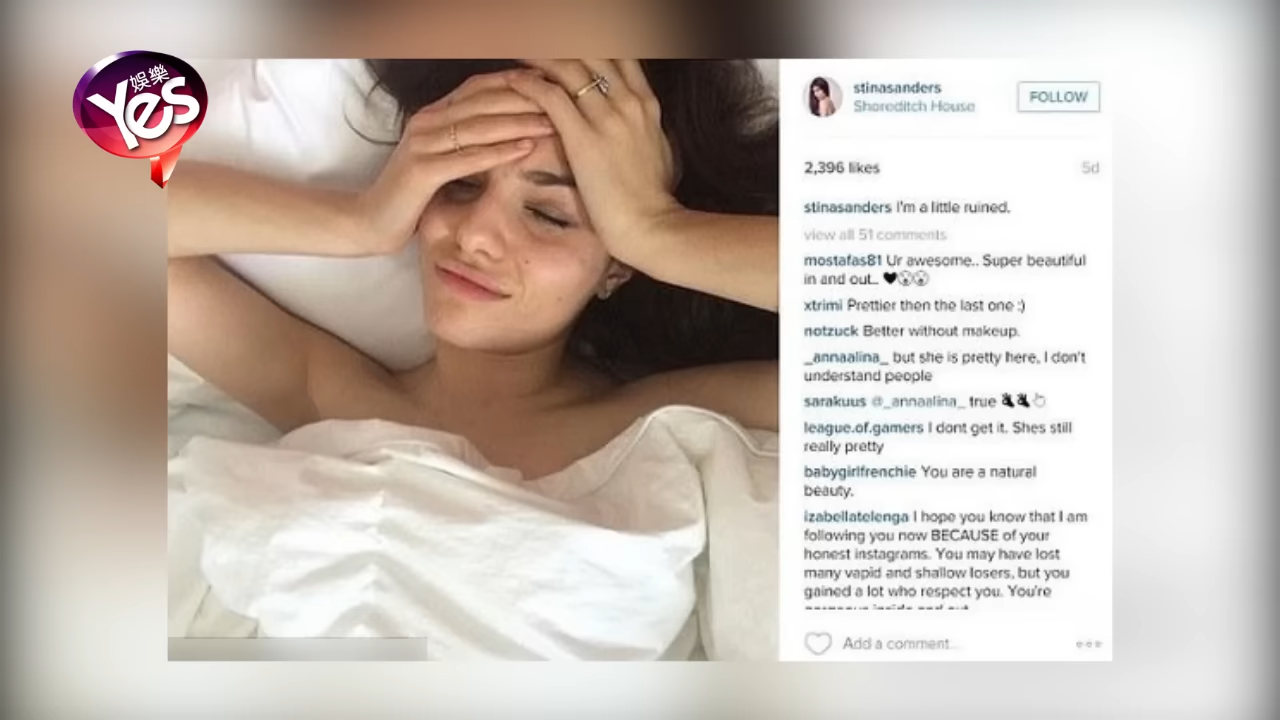 娛樂
Yes
stinasanders
Shoreditch House
FOLLOW
2,396 likes
5d
stinasanders I'm a little ruined.
view all 51 comments
mostafas81 Ur awesome.. Super beautiful
in and out..
xtrimi Prettier then the last one :)
notzuck Better without makeup.
_annaalina_ but she is pretty here, I don't
understand people
sarakuus @_annaalina_ true
league.of.gamers I dont get it. Shes still
really pretty
babygirlfrenchie You are a natural
beauty.
izabellatelenga I hope you know that I am
following you now BECAUSE of your
honest instagrams. You may have lost
many vapid and shallow losers, but you
gained a lot who respect you. You're
Add a comment...